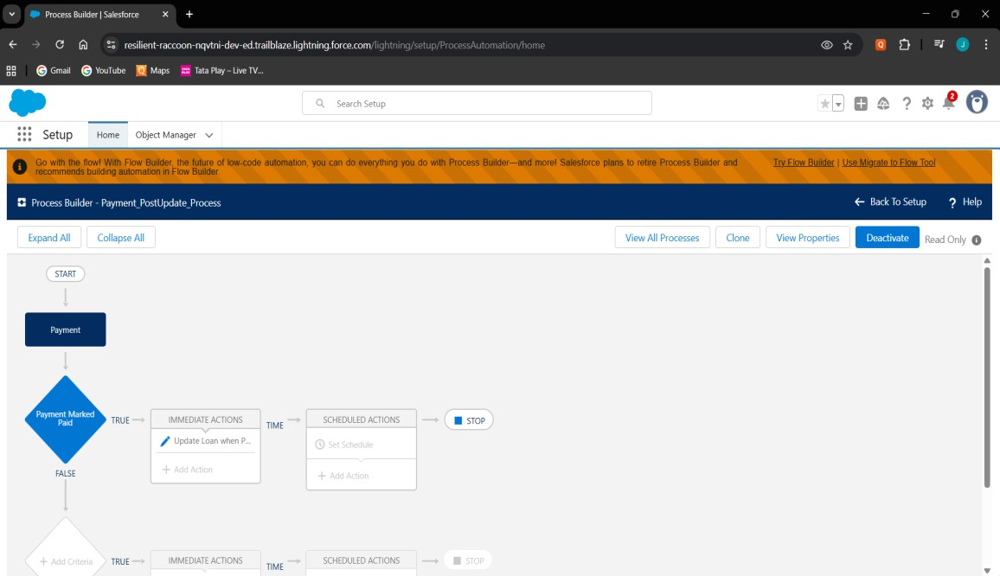 Process Builder | Salesforce
resilient-raccoon-nqvtni-dev-ed.trailblaze.lightning.force.com/lightning/setup/ProcessAutomation/home
Q
J
Gmail
YouTube
Maps
Tata Play – Live TV...
Search Setup
2
Setup
Home
Object Manager
Go with the flow! With Flow Builder, the future of low-code automation, you can do everything you do with Process Builder—and more! Salesforce plans to retire Process Builder and
recommends building automation in Flow Builder.
Try Flow Builder | Use Migrate to Flow Tool
Process Builder - Payment_PostUpdate_Process
Back To Setup
? Help
Expand All
Collapse All
View All Processes
Clone
View Properties
Deactivate
Read Only
START
Payment
Payment Marked
Paid
TRUE
IMMEDIATE ACTIONS
Update Loan when P...
+ Add Action
TIME
SCHEDULED ACTIONS
Set Schedule
+ Add Action
STOP
FALSE
+ Add Criteria
TRUE
IMMEDIATE ACTIONS
TIME
SCHEDULED ACTIONS
STOP